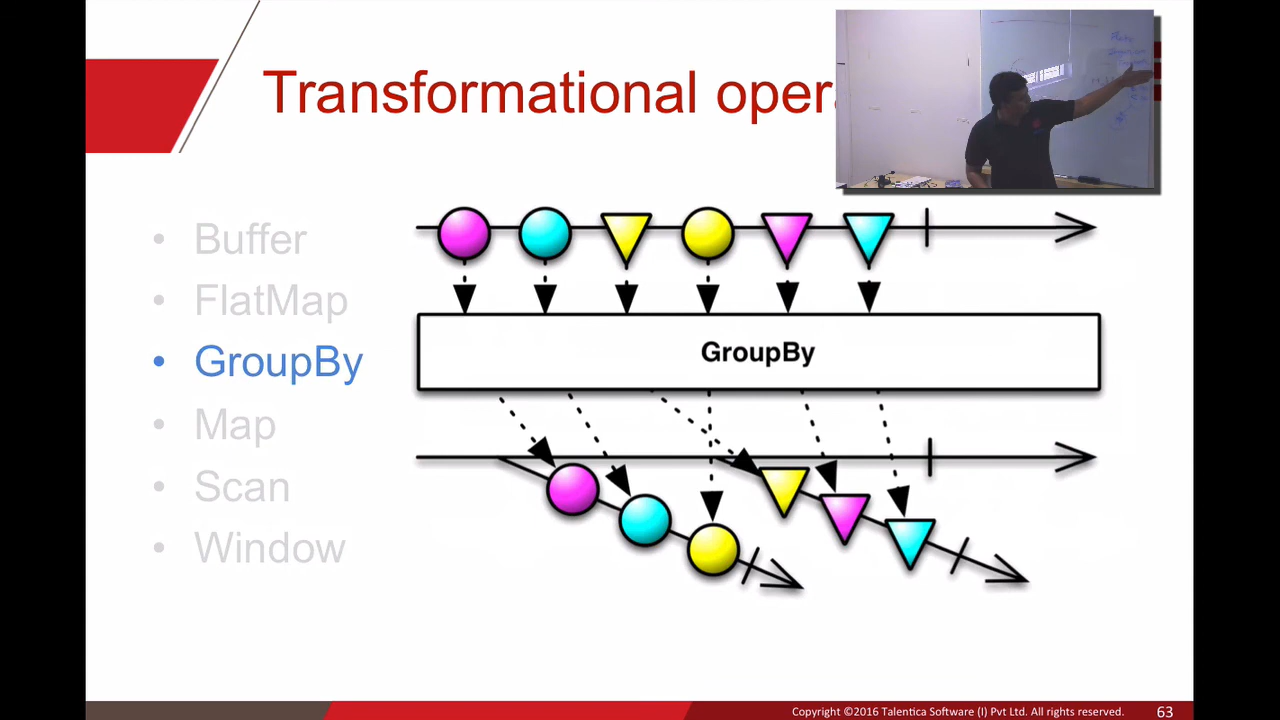 Transformational oper
• Buffer
• FlatMap
• GroupBy
• Map
• Scan
• Window
GroupBy
Copyright ©2016 Talentica Software (I) Pvt Ltd. All rights reserved.
63